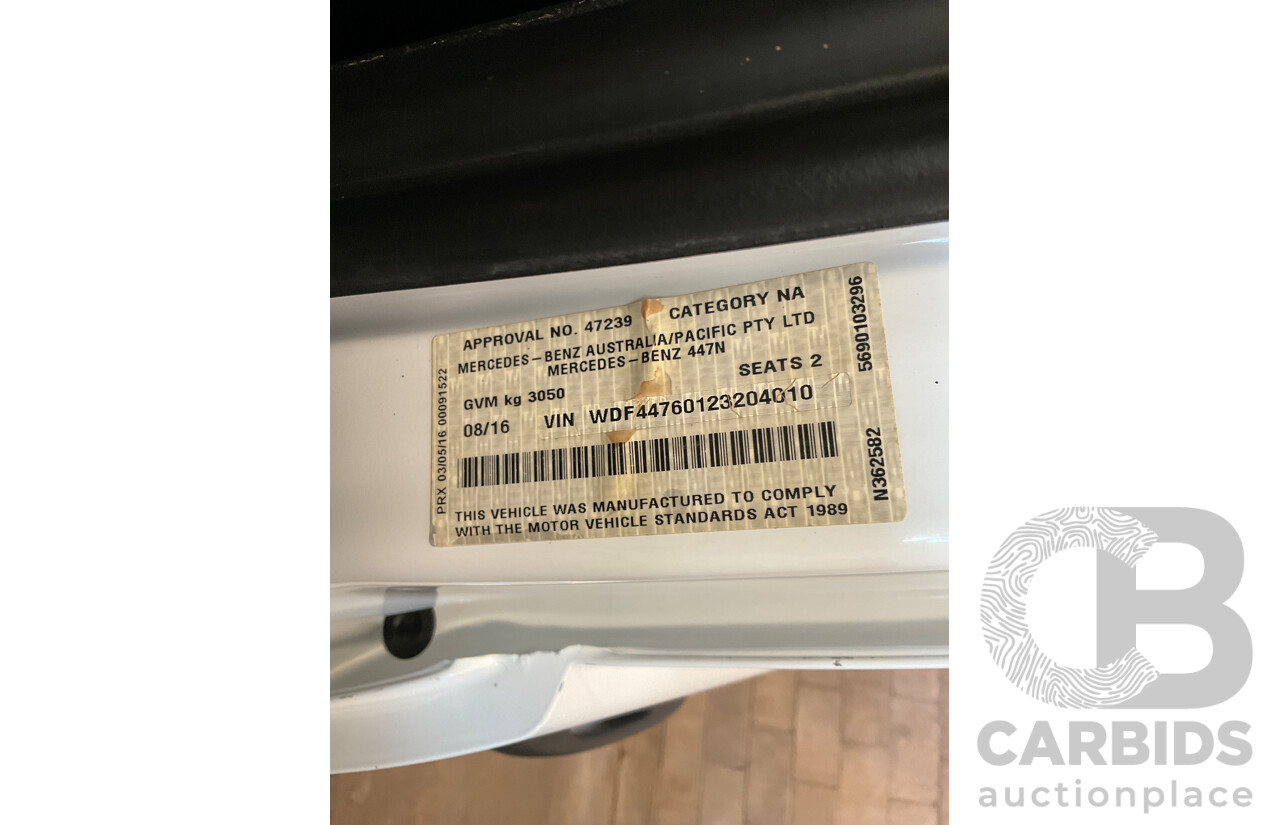 APPROVAL NO. 47239 CATEGORY NA
MERCEDES-BENZ AUSTRALIA/PACIFIC PTY LTD
MERCEDES-BENZ 447N
GVM kg 3050 SEATS 2
08/16 VIN WDF44760123204010
THIS VEHICLE WAS MANUFACTURED TO COMPLY
WITH THE MOTOR VEHICLE STANDARDS ACT 1989
PRX 03/05/16 00091522
5690103296
N362582
CB
CARBIDS
auctionplace